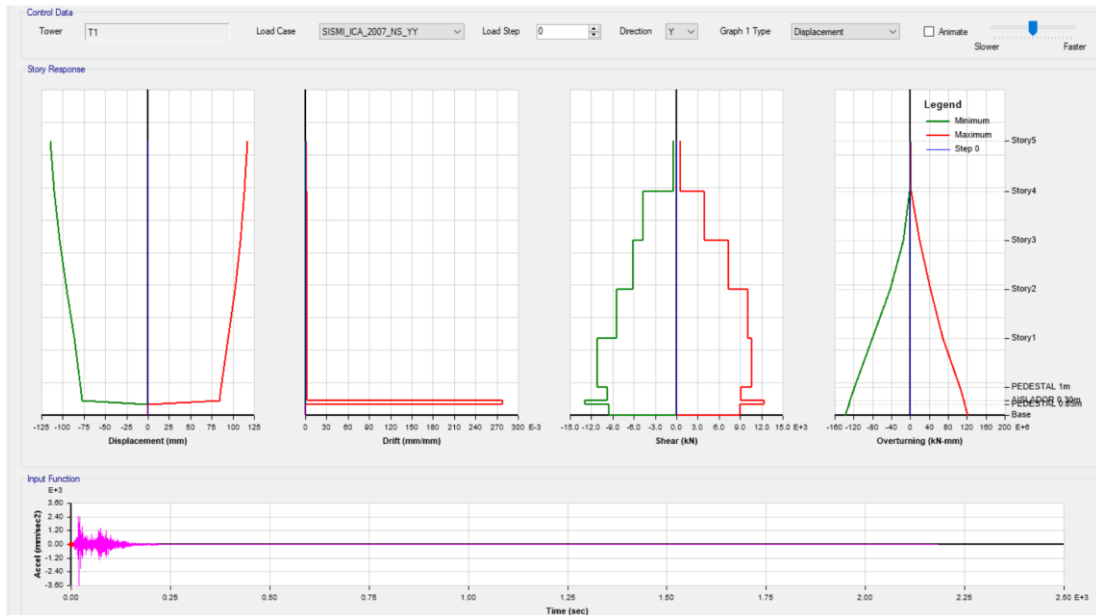 Control Data
Tower T1 Load Case SISMI_ICA_2007_NS_YY Load Step 0 Direction Y Graph 1 Type Displacement Animate
Slower Faster
Story Response
Legend
Minimum
Maximum
Step 0
Story5
Story4
Story3
Story2
Story1
PEDESTAL 1m
AISLADOR 0.30m
PEDESTAL 0.65m
Base
-125 -100 -75 -50 -25 0 25 50 75 100 125
Displacement (mm)
0 30 60 90 120 150 180 210 240 270 300 E-3
Drift (mm/mm)
-15.0 -12.0 -9.0 -6.0 -3.0 0.0 3.0 6.0 9.0 12.0 15.0 E+3
Shear (kN)
-160 -120 -80 -40 0 40 80 120 160 200 E+6
Overturning (kN-mm)
Input Function
E+3
3.60
2.40
1.20
0.00
-1.20
-2.40
-3.60
Accel (mm/sec2)
0.00 0.25 0.50 0.75 1.00 1.25 1.50 1.75 2.00 2.25 2.50 E+3
Time (sec)